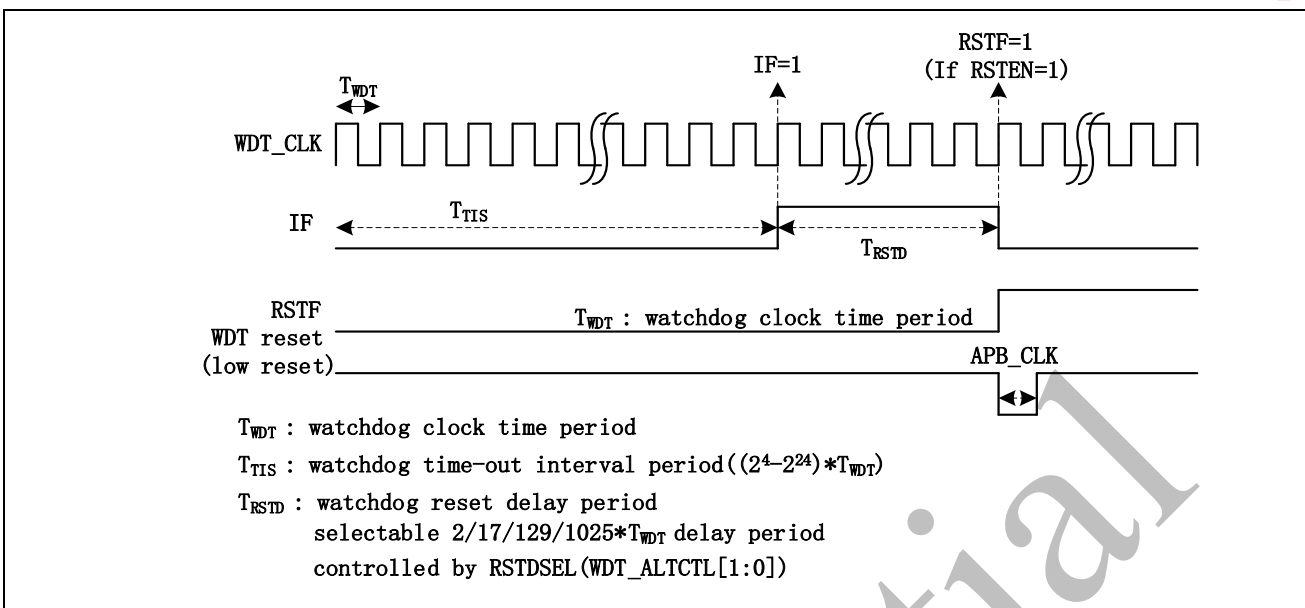 RSTF=1
IF=1
(If RSTEN=1)
TWDT
WDT_CLK
IF
TTIS
TRSTD
RSTF
TWDT : watchdog clock time period
WDT reset
(low reset)
APB_CLK
TWDT : watchdog clock time period
TTIS : watchdog time-out interval period((2⁴-2²⁴)*TWDT)
TRSTD : watchdog reset delay period
selectable 2/17/129/1025*TWDT delay period
controlled by RSTDSEL(WDT_ALTCTL[1:0])
tial